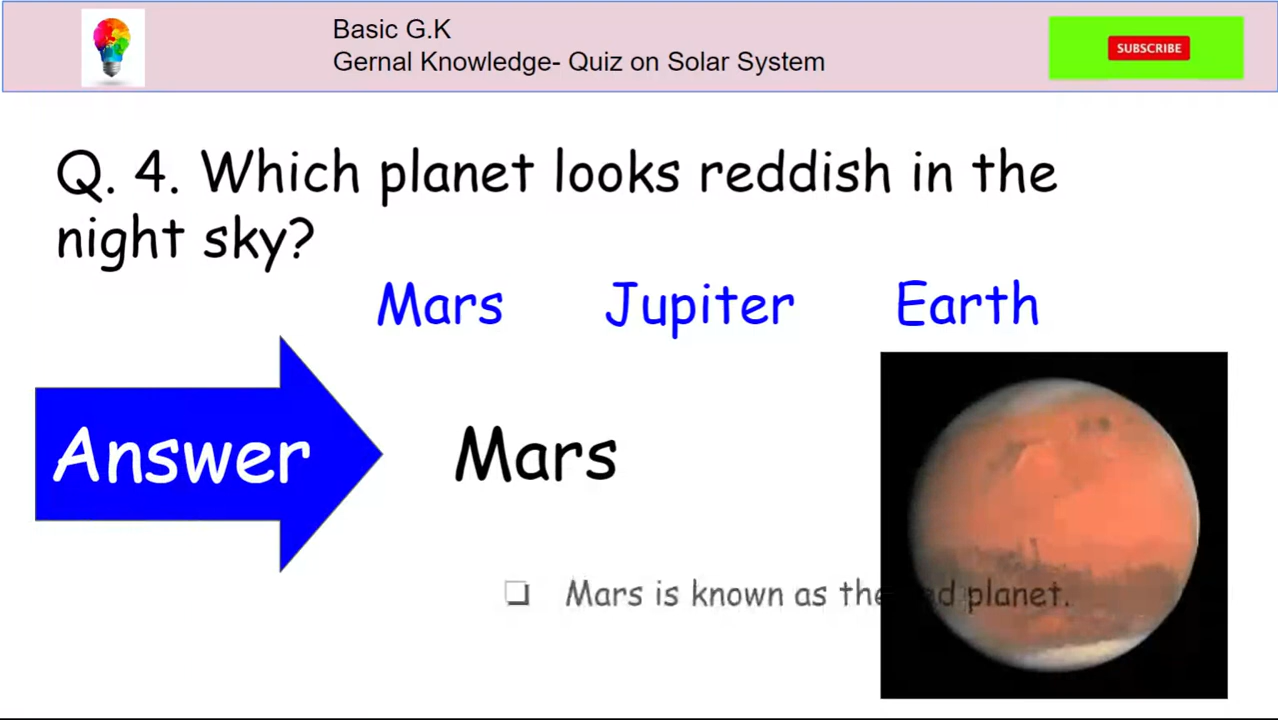 Basic G.K
Gernal Knowledge- Quiz on Solar System
SUBSCRIBE
Q. 4. Which planet looks reddish in the
night sky?
Mars Jupiter Earth
Answer
Mars
❑ Mars is known as the red planet.